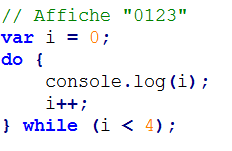 // Affiche "0123"
var i = 0;
do {
    console.log(i);
    i++;
} while (i < 4);